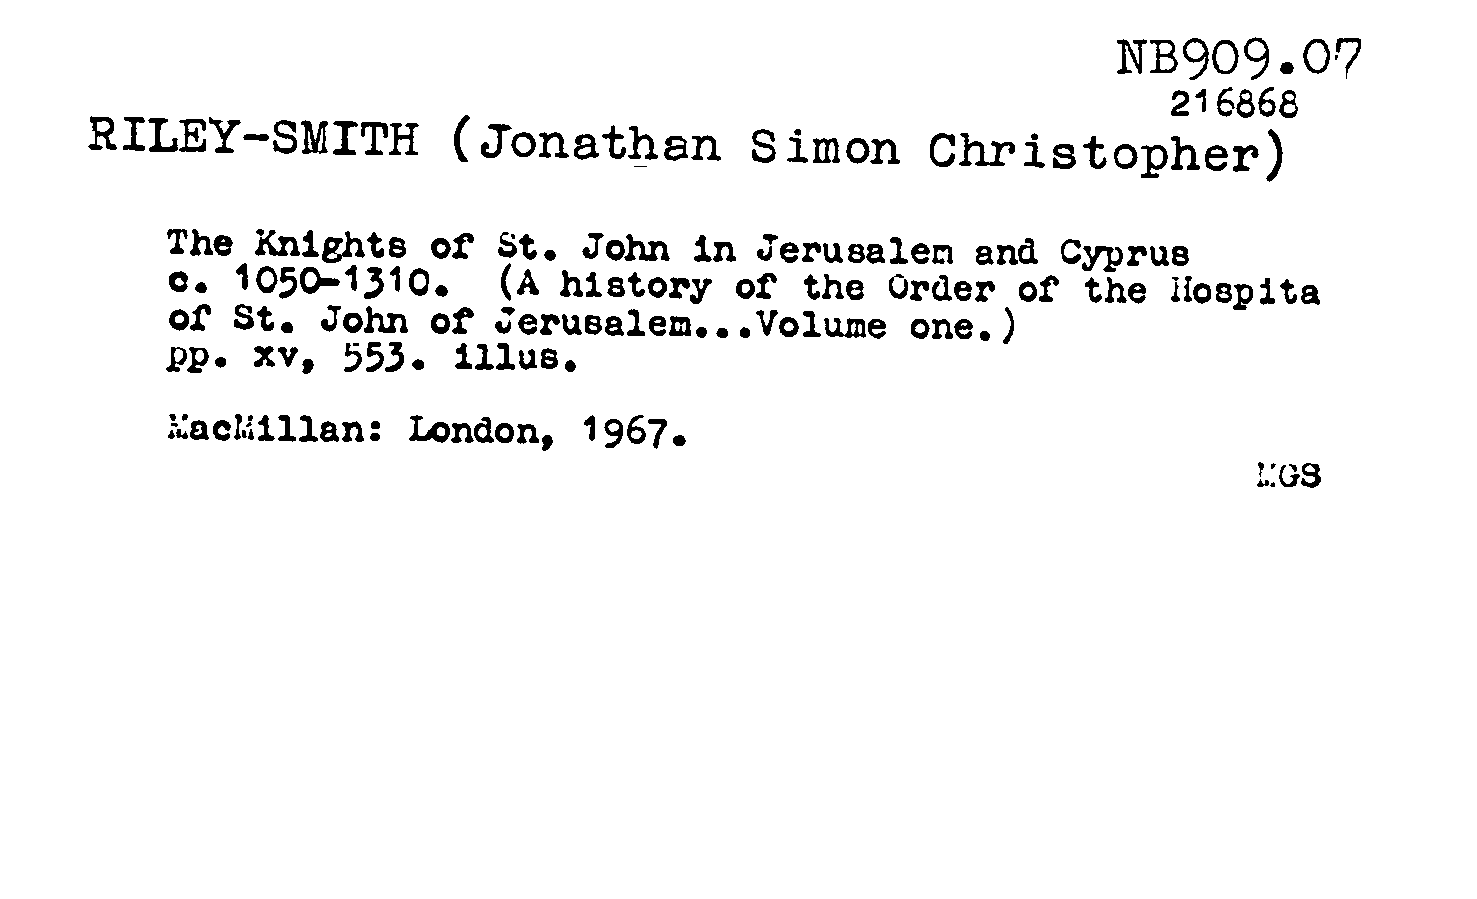 NB909.07
216868
RILEY-SMITH (Jonathan Simon Christopher)
The Knights of St. John in Jerusalem and Cyprus
c. 1050-1310. (A history of the Order of the Hospita
of St. John of Jerusalem...Volume one.)
pp. xv, 553. illus.
MacMillan: London, 1967.
MGS